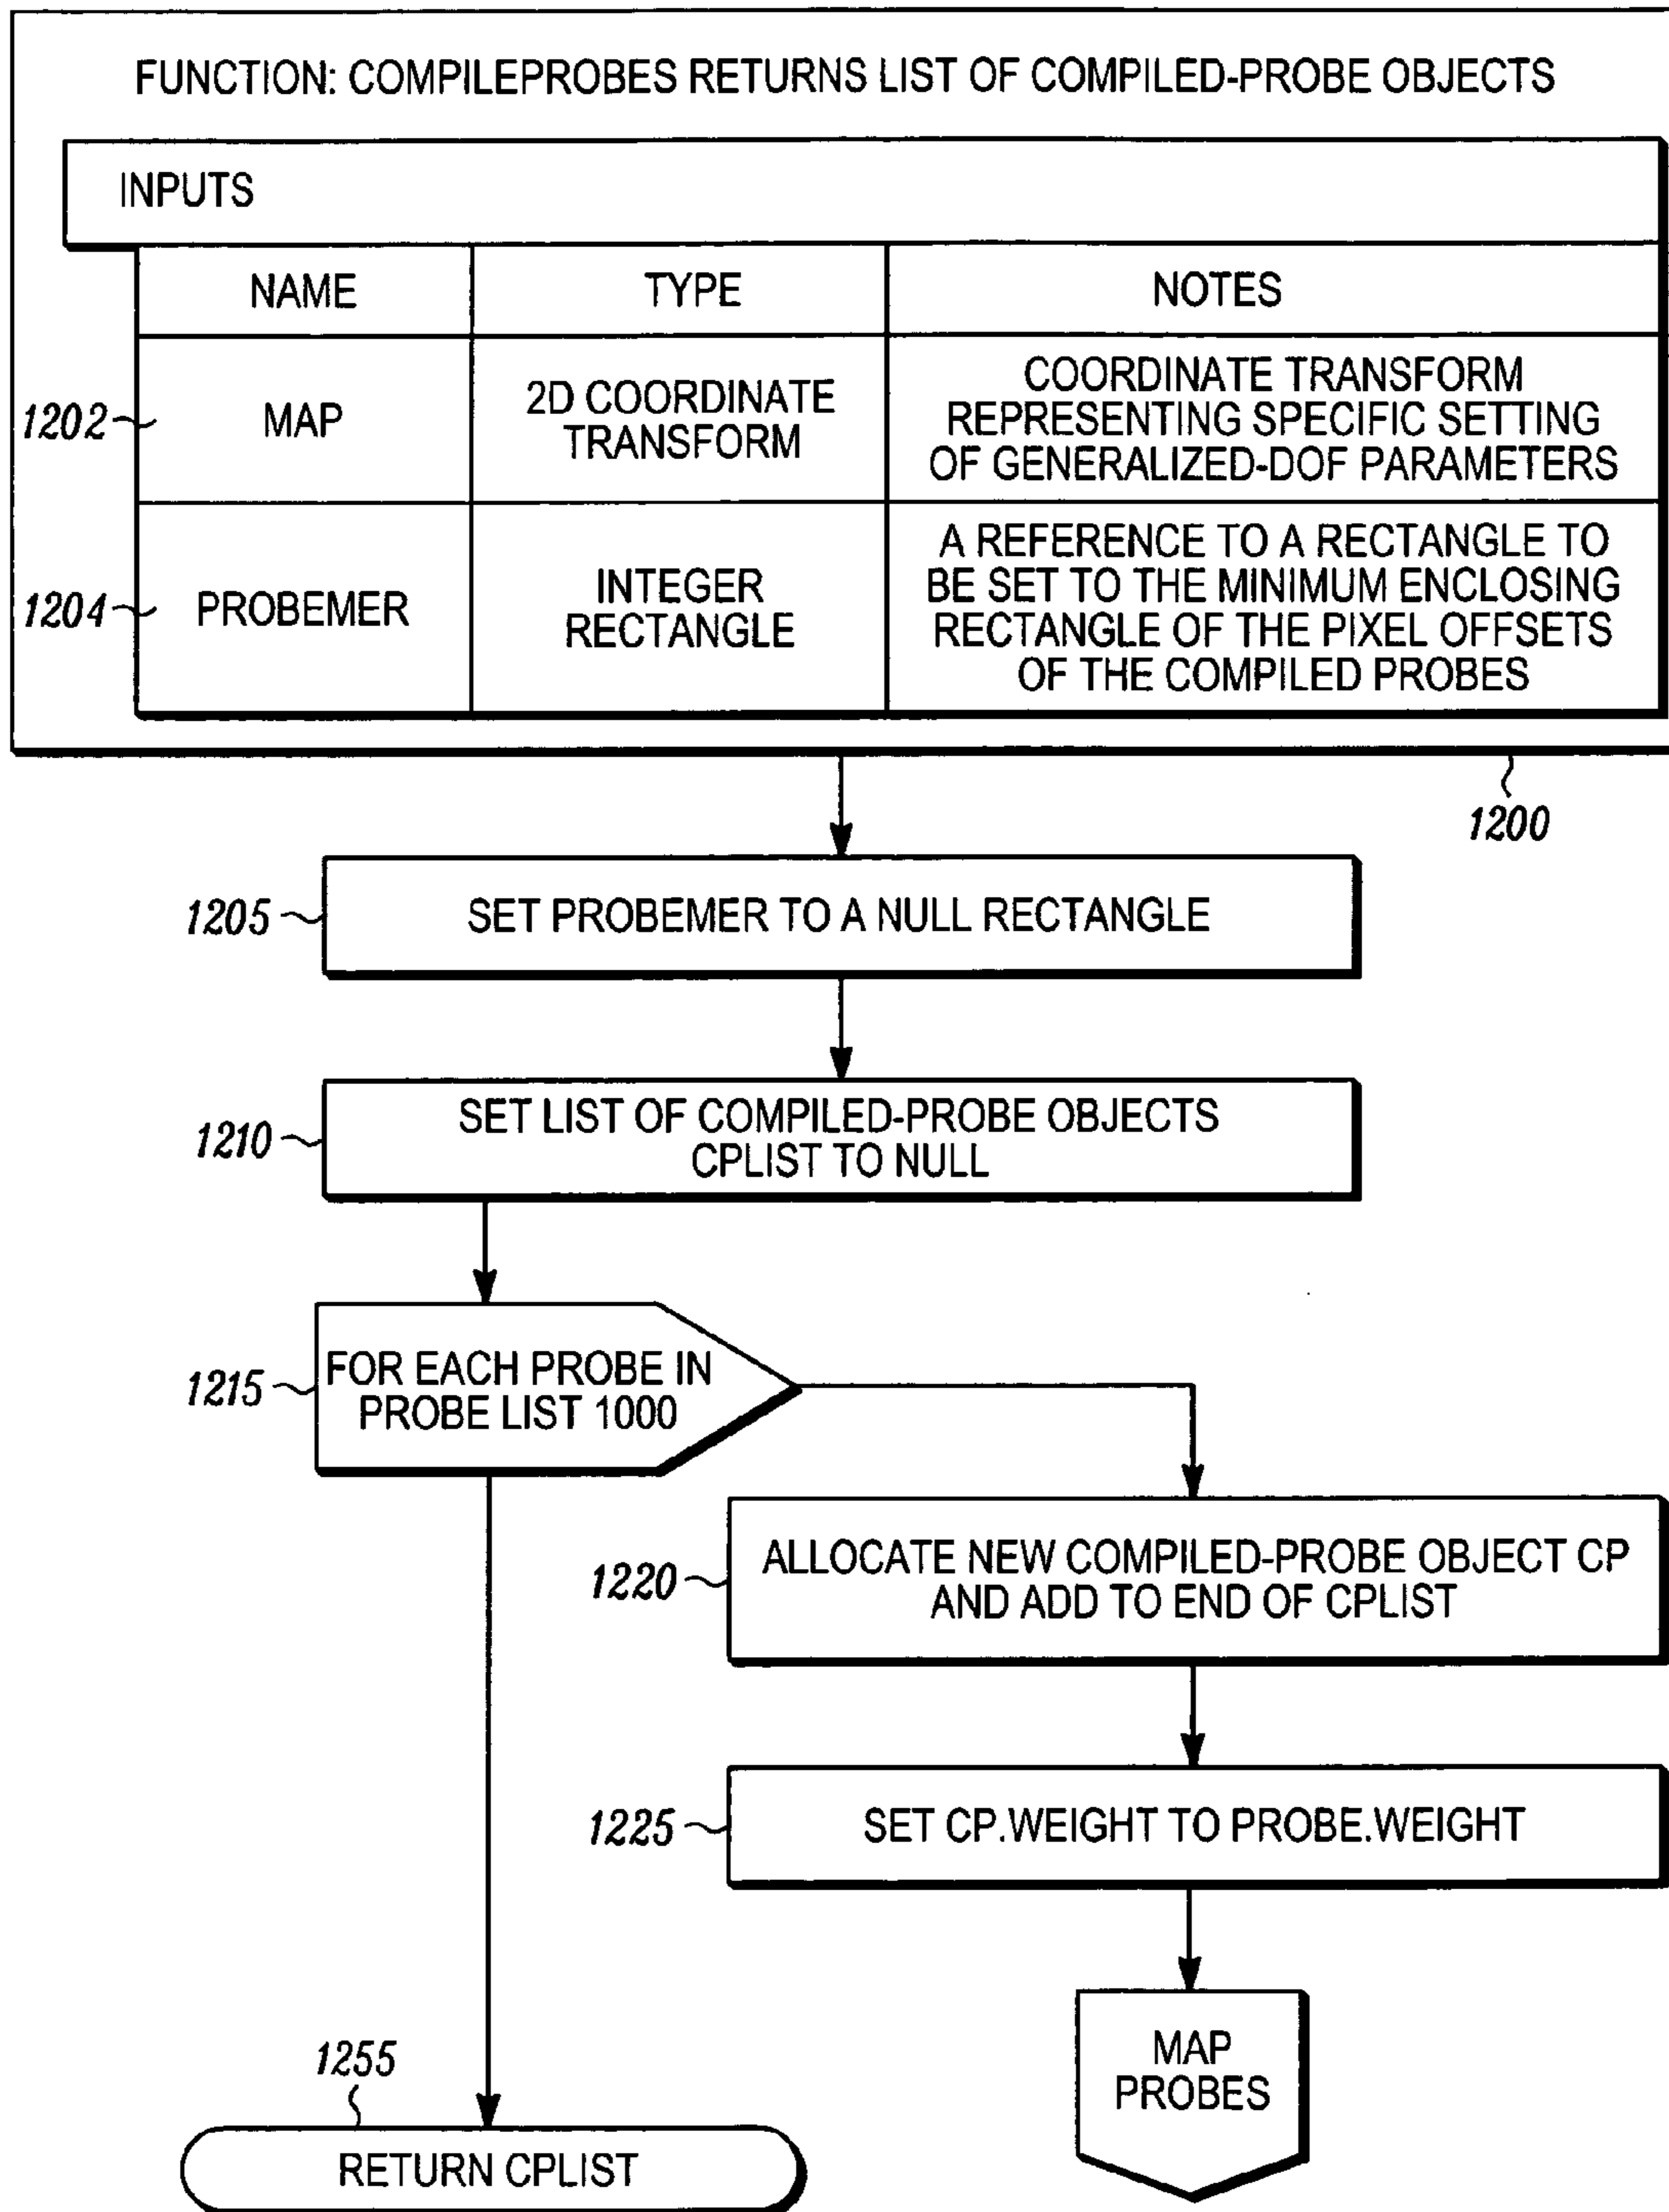 FUNCTION: COMPILEPROBES RETURNS LIST OF COMPILED-PROBE OBJECTS
INPUTS
NAME
TYPE
NOTES
1202
MAP
2D COORDINATE
TRANSFORM
COORDINATE TRANSFORM
REPRESENTING SPECIFIC SETTING
OF GENERALIZED-DOF PARAMETERS
1204
PROBEMER
INTEGER
RECTANGLE
A REFERENCE TO A RECTANGLE TO
BE SET TO THE MINIMUM ENCLOSING
RECTANGLE OF THE PIXEL OFFSETS
OF THE COMPILED PROBES
1200
1205
SET PROBEMER TO A NULL RECTANGLE
1210
SET LIST OF COMPILED-PROBE OBJECTS
CPLIST TO NULL
1215
FOR EACH PROBE IN
PROBE LIST 1000
1220
ALLOCATE NEW COMPILED-PROBE OBJECT CP
AND ADD TO END OF CPLIST
1225
SET CP.WEIGHT TO PROBE.WEIGHT
MAP
PROBES
1255
RETURN CPLIST